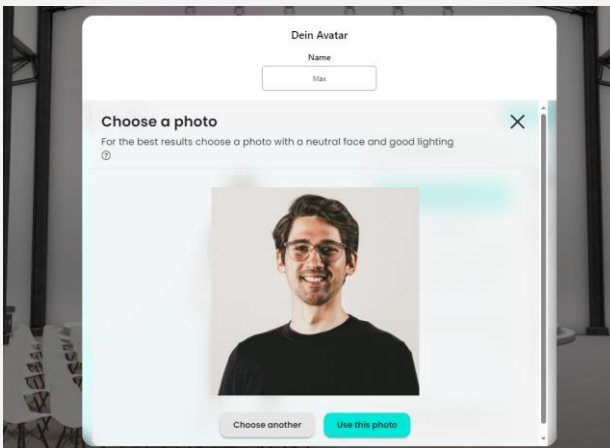 Dein Avatar
Name
Max
Choose a photo
For the best results choose a photo with a neutral face and good lighting
?
Choose another
Use this photo